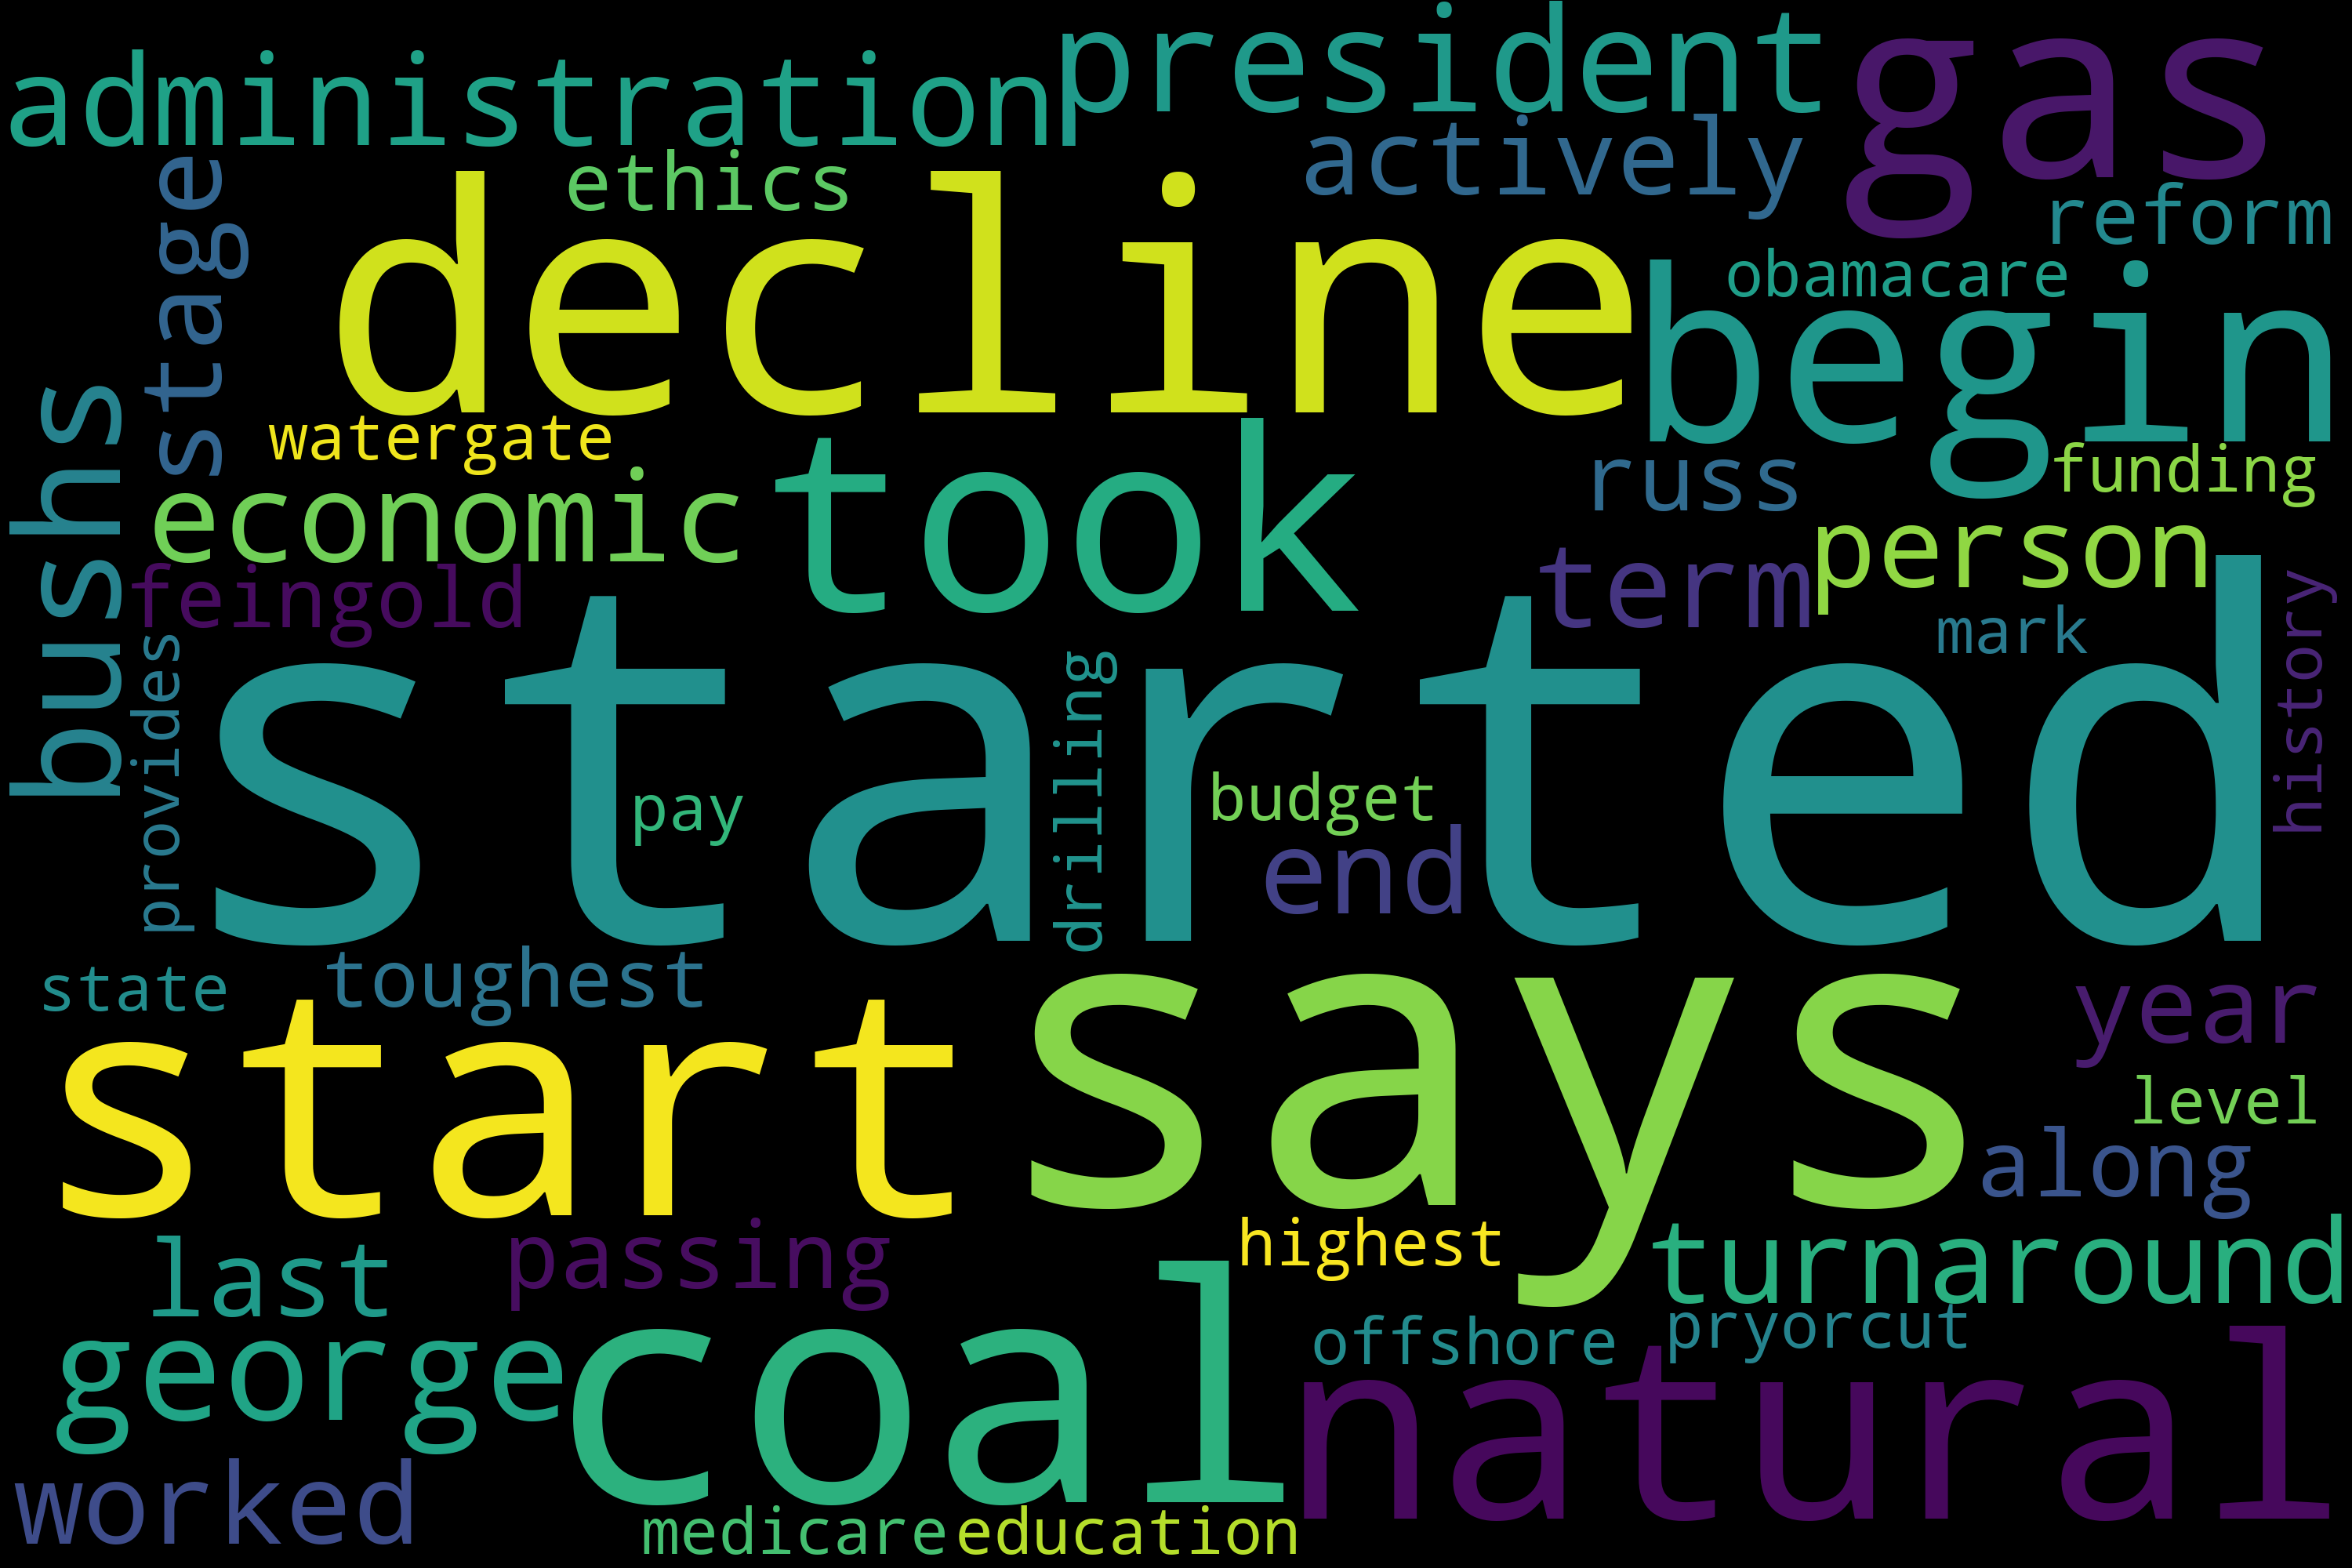 administration
president
gas
ethics
actively
reform
stage
decline
obamacare
begin
bushs
watergate
took
russ
funding
economic
person
feingold
term
mark
history
started
provides
drilling
pay
budget
end
state
toughest
says
year
start
level
along
last
passing
highest
turnaround
george
coal
offshore
pryorcut
natural
worked
medicare
education